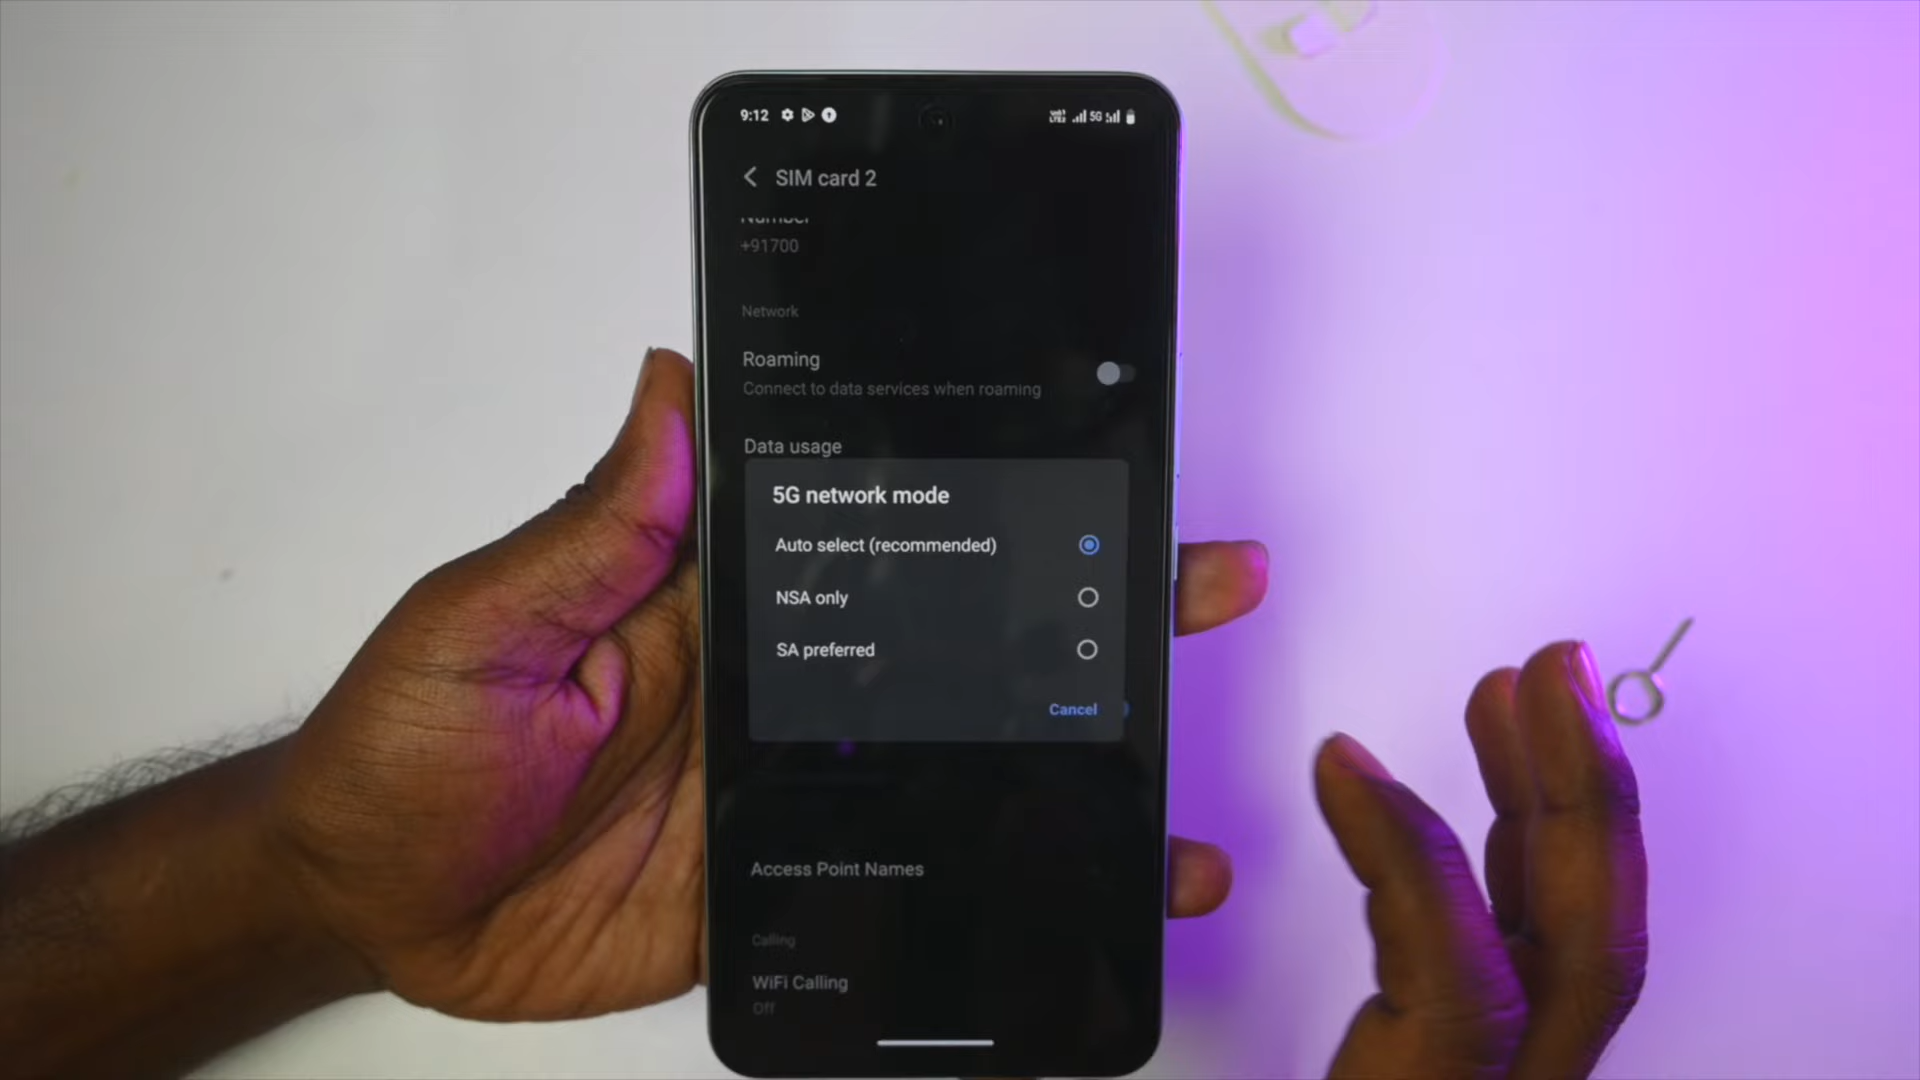 9:12 5G
SIM card 2
Number
+91700
Network
Roaming
Connect to data services when roaming
Data usage
5G network mode
Auto select (recommended)
NSA only
SA preferred
Cancel
Access Point Names
Calling
WiFi Calling
Off